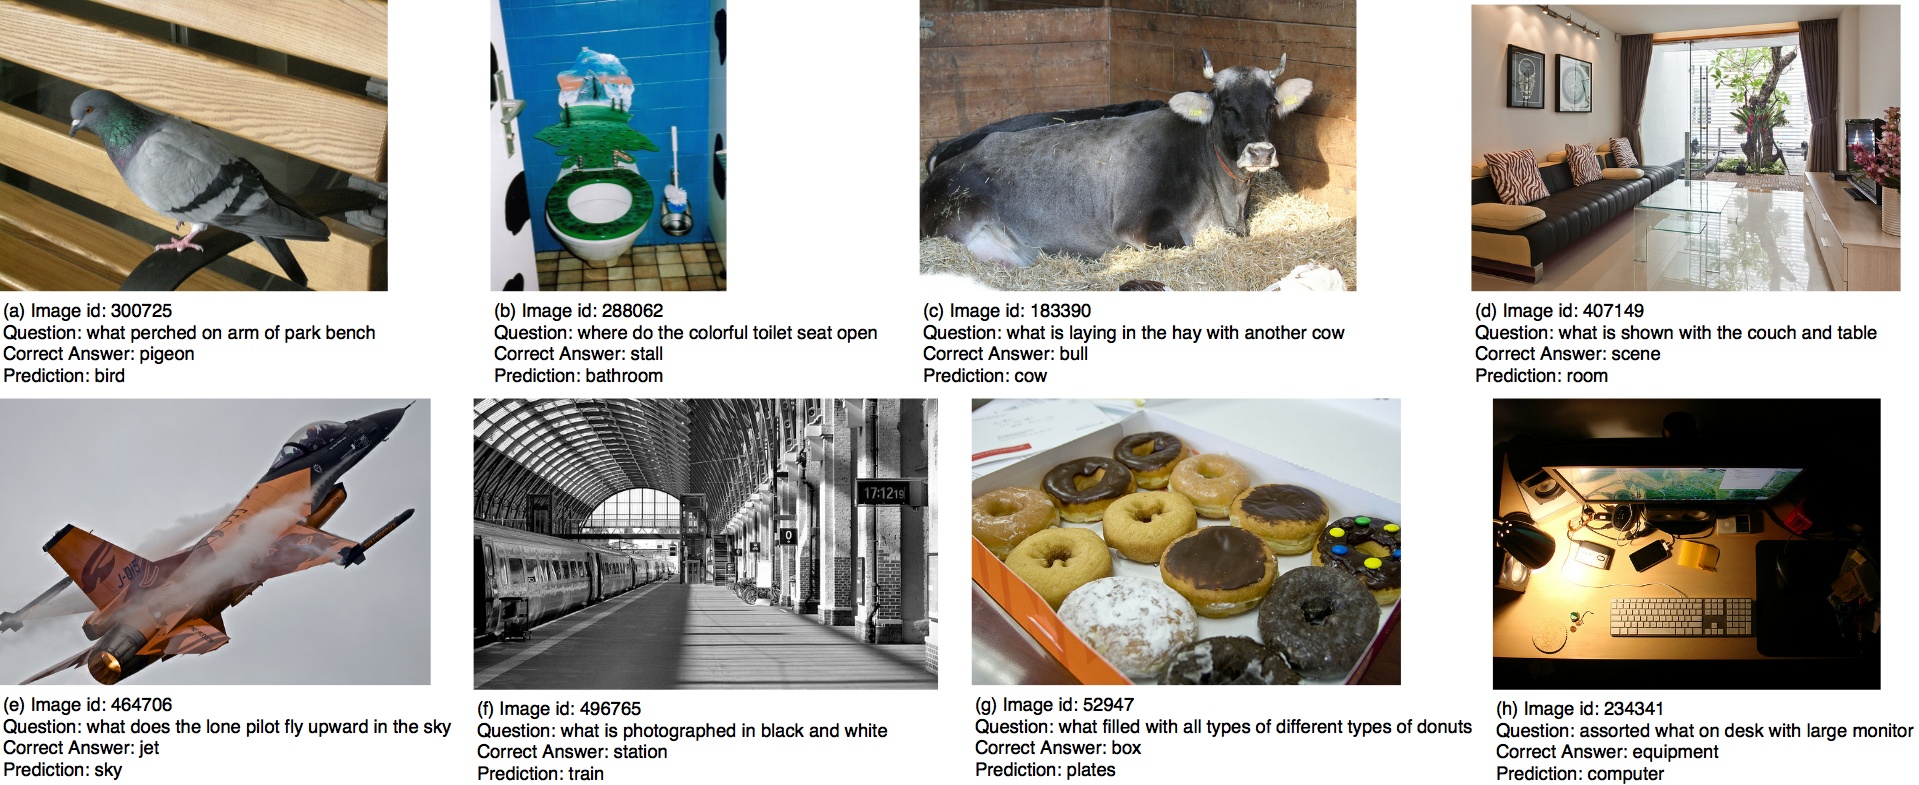 (a) Image id: 300725
Question: what perched on arm of park bench
Correct Answer: pigeon
Prediction: bird
(b) Image id: 288062
Question: where do the colorful toilet seat open
Correct Answer: stall
Prediction: bathroom
(c) Image id: 183390
Question: what is laying in the hay with another cow
Correct Answer: bull
Prediction: cow
(d) Image id: 407149
Question: what is shown with the couch and table
Correct Answer: scene
Prediction: room
J-015
17:12 19
0
(e) Image id: 464706
Question: what does the lone pilot fly upward in the sky
Correct Answer: jet
Prediction: sky
(f) Image id: 496765
Question: what is photographed in black and white
Correct Answer: station
Prediction: train
(g) Image id: 52947
Question: what filled with all types of different types of donuts
Correct Answer: box
Prediction: plates
(h) Image id: 234341
Question: assorted what on desk with large monitor
Correct Answer: equipment
Prediction: computer